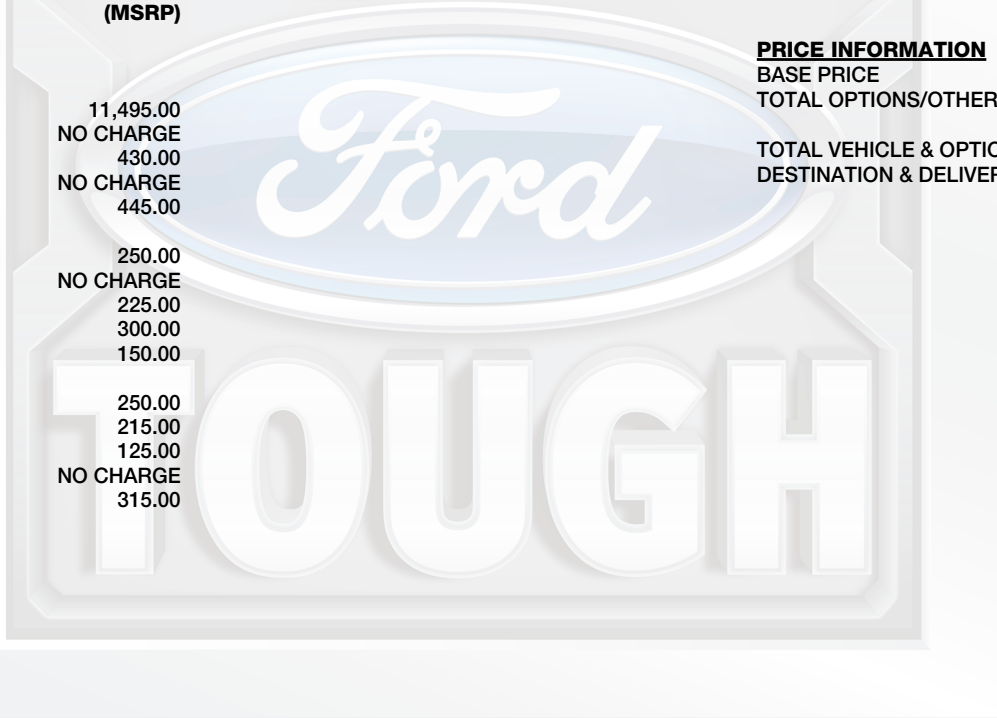 (MSRP)
11,495.00
NO CHARGE
430.00
NO CHARGE
445.00
250.00
NO CHARGE
225.00
300.00
150.00
250.00
215.00
125.00
NO CHARGE
315.00
PRICE INFORMATION
BASE PRICE
TOTAL OPTIONS/OTHER
TOTAL VEHICLE & OPTIO
DESTINATION & DELIVER
Ford
TOUGH